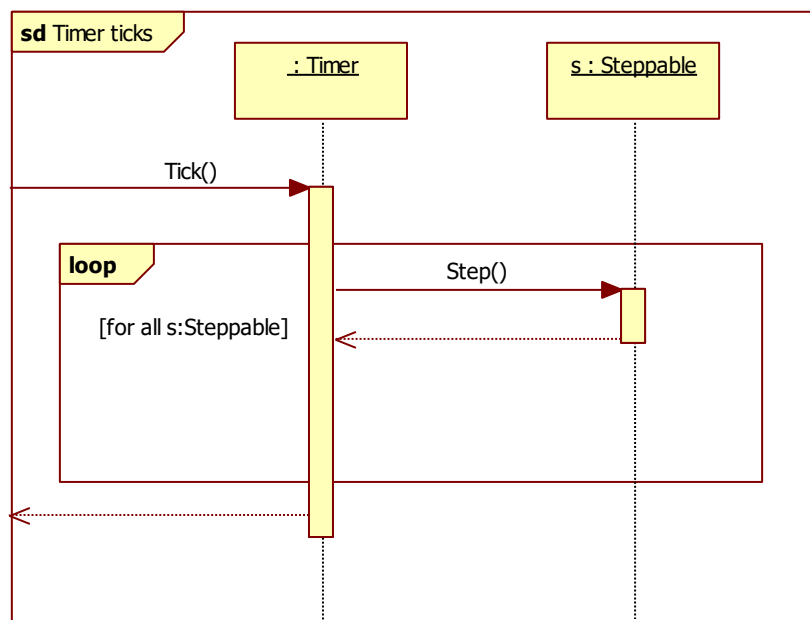 sd Timer ticks
: Timer
s : Steppable
Tick()
loop
Step()
[for all s:Steppable]